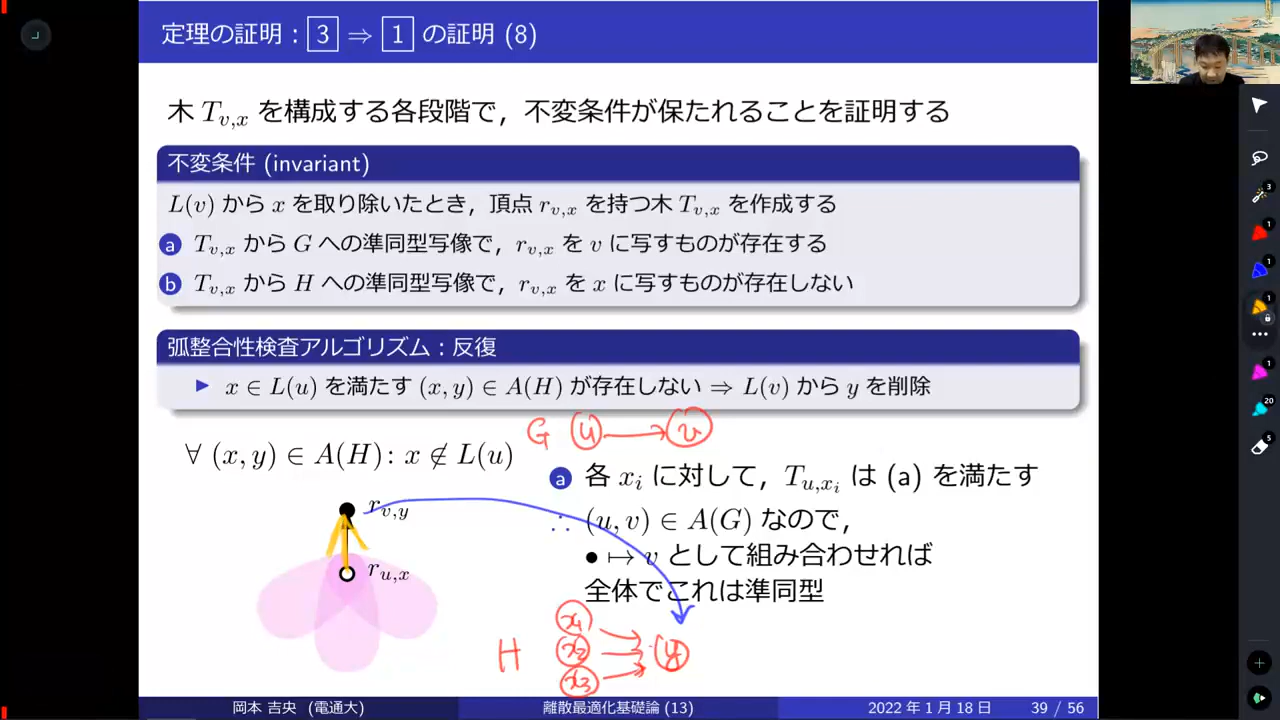 定理の証明 : 3 ⇒ 1 の証明 (8)
木 T_{v,x} を構成する各段階で,不変条件が保たれることを証明する
不変条件 (invariant)
L(v) から x を取り除いたとき,頂点 r_{v,x} を持つ木 T_{v,x} を作成する
a T_{v,x} から G への準同型写像で,r_{v,x} を v に写すものが存在する
b T_{v,x} から H への準同型写像で,r_{v,x} を x に写すものが存在しない
弧整合性検査アルゴリズム:反復
▶ x ∈ L(u) を満たす (x, y) ∈ A(H) が存在しない ⇒ L(v) から y を削除
G u v
∀ (x, y) ∈ A(H): x ∉ L(u)
a 各 x_i に対して,T_{u,x_i} は (a) を満たす
∴ (u, v) ∈ A(G) なので,
● ↦ v として組み合わせれば
全体でこれは準同型
r_{v,y}
r_{u,x}
H x1 x2 x3 y
岡本 吉央 (電通大)
離散最適化基礎論 (13)
2022 年 1 月 18 日
39 / 56
3
1
1
1
1
20
5